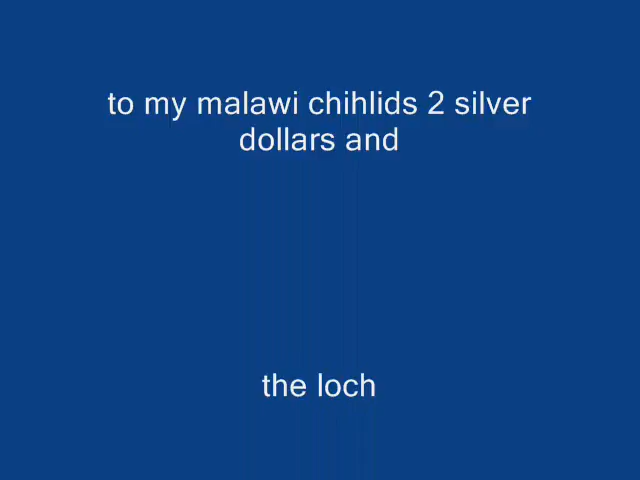 to my malawi chihlids 2 silver
dollars and
the loch